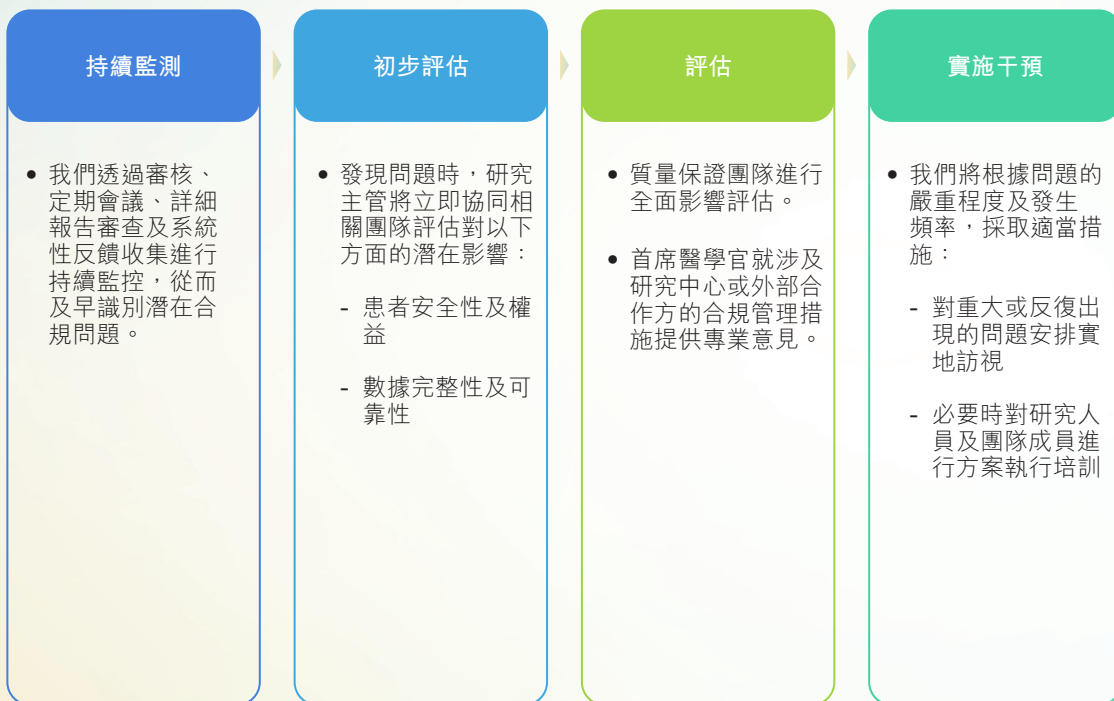 持續監測
• 我們透過審核、
定期會議、詳細
報告審查及系統
性反饋收集進行
持續監控，從而
及早識別潛在合
規問題。
初步評估
• 發現問題時，研究
主管將立即協同相
關團隊評估對以下
方面的潛在影響：
- 患者安全性及權
益
- 數據完整性及可
靠性
評估
• 質量保證團隊進行
全面影響評估。
• 首席醫學官就涉及
研究中心或外部合
作方的合規管理措
施提供專業意見。
實施干預
• 我們將根據問題的
嚴重程度及發生
頻率，採取適當措
施：
- 對重大或反復出
現的問題安排實
地訪視
- 必要時對研究人
員及團隊成員進
行方案執行培訓